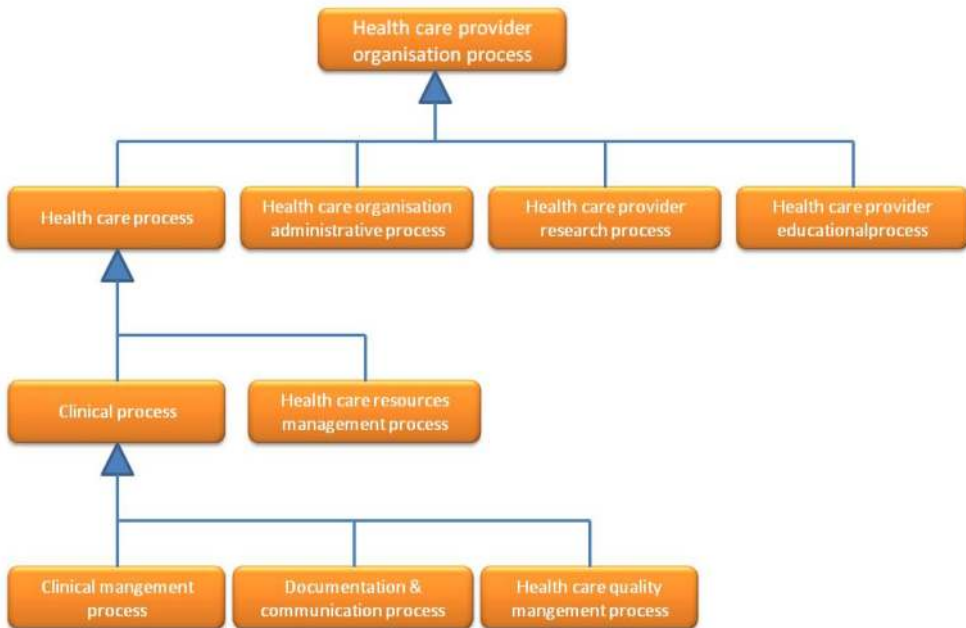 Health care provider
organisation process
Health care process
Health care organisation
administrative process
Health care provider
research process
Health care provider
educationalprocess
Clinical process
Health care resources
management process
Clinical mangement
process
Documentation &
communication process
Health care quality
mangement process